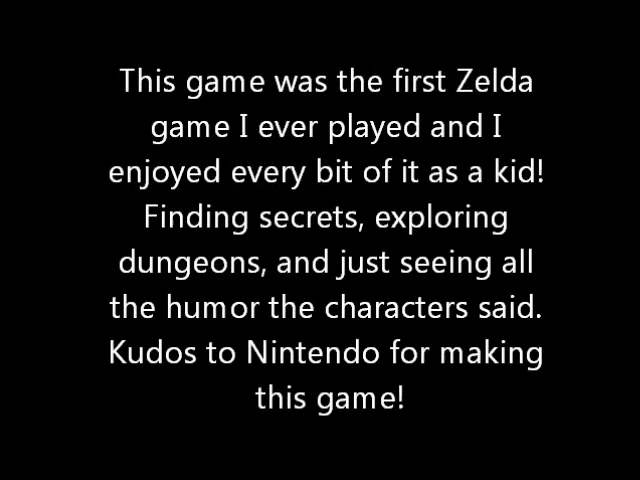 This game was the first Zelda
game I ever played and I
enjoyed every bit of it as a kid!
Finding secrets, exploring
dungeons, and just seeing all
the humor the characters said.
Kudos to Nintendo for making
this game!